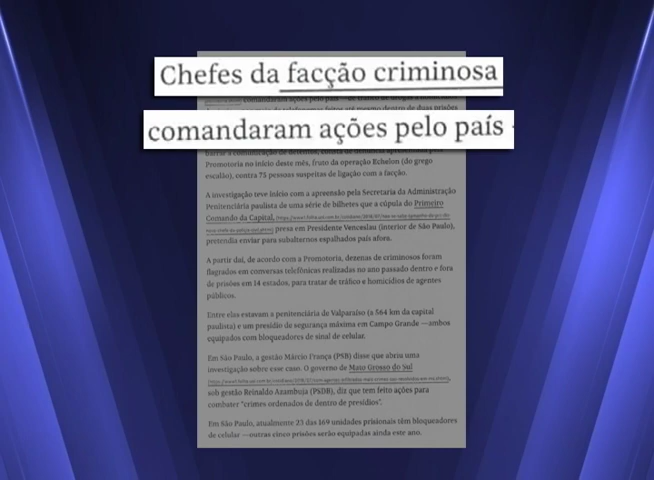 Chefes da facção criminosa
comandaram ações pelo país
Promotoria no início deste mês, fruto da operação Echelon (do grego
escalão), contra 75 pessoas suspeitas de ligação com a facção.
A investigação teve início com a apreensão pela Secretaria da Administração
Penitenciária paulista de uma série de bilhetes que a cúpula do Primeiro
Comando da Capital,
presa em Presidente Venceslau (interior de São Paulo),
pretendia enviar para subalternos espalhados país afora.
A partir daí, de acordo com a Promotoria, dezenas de criminosos foram
flagrados em conversas telefônicas realizadas no ano passado dentro e fora
de prisões em 14 estados, para tratar de tráfico e homicídios de agentes
públicos.
Entre elas estavam a penitenciária de Valparaíso (a 564 km da capital
paulista) e um presídio de segurança máxima em Campo Grande —ambos
equipados com bloqueadores de sinal de celular.
Em São Paulo, a gestão Márcio França (PSB) disse que abriu uma
investigação sobre esse caso. O governo de Mato Grosso do Sul
sob gestão Reinaldo Azambuja (PSDB), diz que tem feito ações para
combater "crimes ordenados de dentro de presídios".
Em São Paulo, atualmente 23 das 169 unidades prisionais têm bloqueadores
de celular —outras cinco prisões serão equipadas ainda este ano.